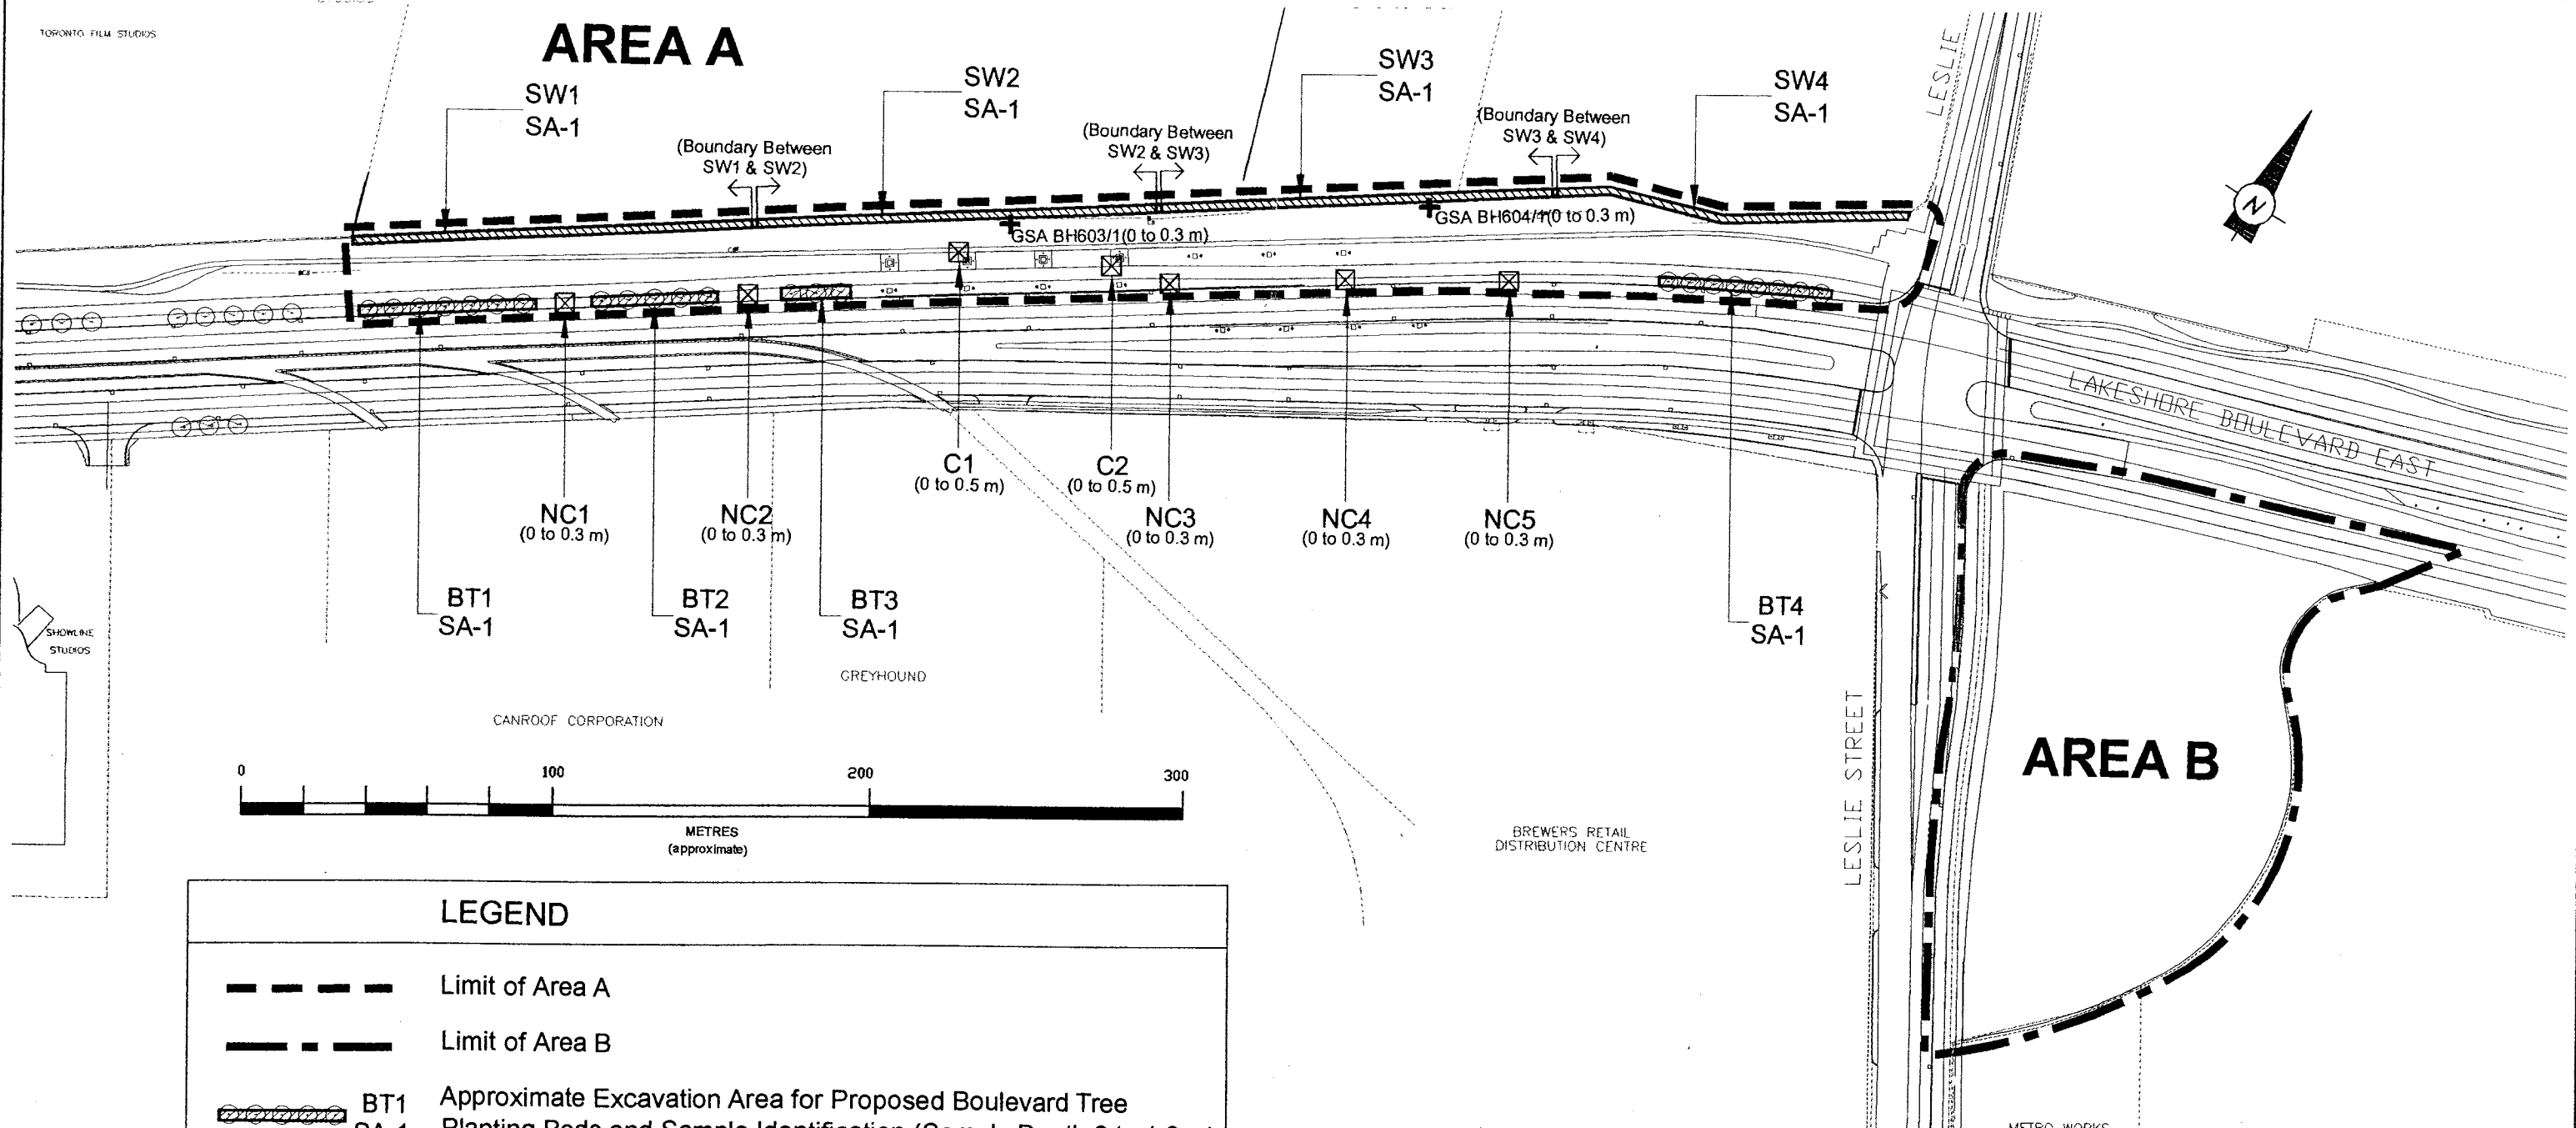 TORONTO FILM STUDIOS
AREA A
SW1
SA-1
SW2
SA-1
SW3
SA-1
SW4
SA-1
LESLIE
(Boundary Between
SW1 & SW2)
(Boundary Between
SW2 & SW3)
(Boundary Between
SW3 & SW4)
N
GSA BH603/1(0 to 0.3 m)
GSA BH604/1(0 to 0.3 m)
LAKESHORE BOULEVARD EAST
C1
(0 to 0.5 m)
C2
(0 to 0.5 m)
NC1
(0 to 0.3 m)
NC2
(0 to 0.3 m)
NC3
(0 to 0.3 m)
NC4
(0 to 0.3 m)
NC5
(0 to 0.3 m)
BT1
SA-1
BT2
SA-1
BT3
SA-1
BT4
SA-1
SHOWLINE
STUDIOS
GREYHOUND
CANROOF CORPORATION
LESLIE STREET
AREA B
0 100 200 300
METRES
(approximate)
BREWERS RETAIL
DISTRIBUTION CENTRE
LEGEND
Limit of Area A
Limit of Area B
BT1 Approximate Excavation Area for Proposed Boulevard Tree
SA-1
METRO WORKS